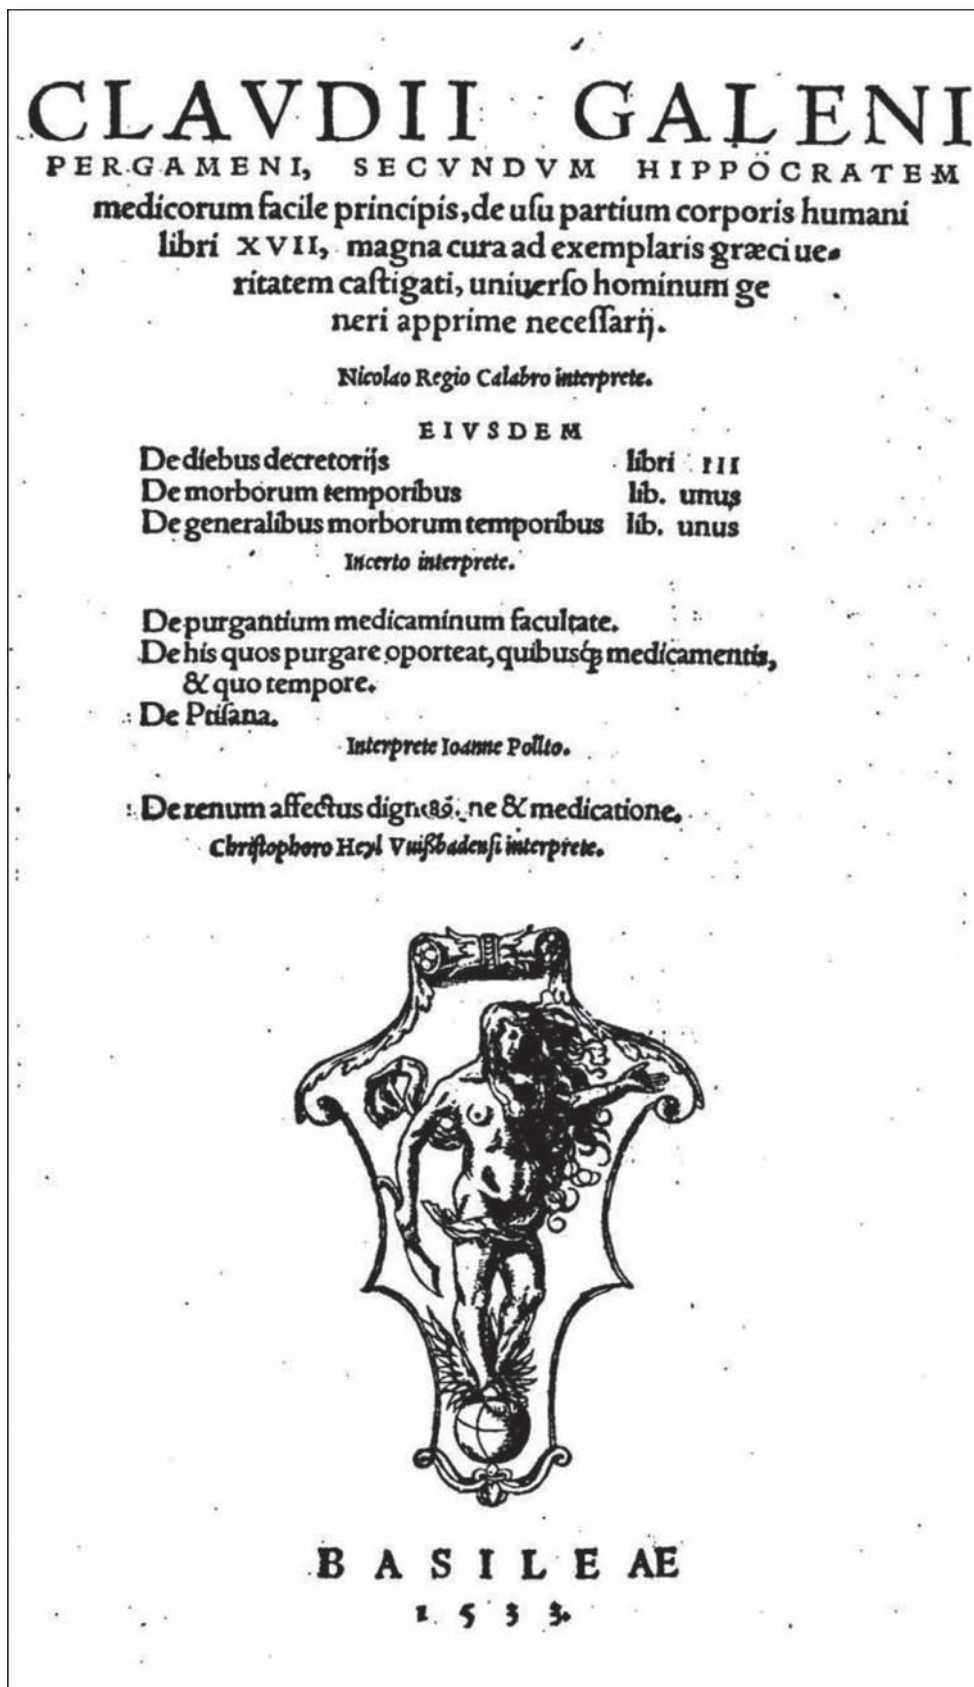 CLAVDII GALENI
PERGAMENI, SECVNDVM HIPPOCRATEM
medicorum facile principis, de uſu partium corporis humani
libri XVII, magna cura ad exemplaris græci ue-
ritatem caſtigati, uniuerſo hominum ge
neri apprime neceſſarij.
Nicolao Regio Calabro interprete.
EIVSDEM
De diebus decretorijs libri III
De morborum temporibus lib. unus
De generalibus morborum temporibus lib. unus
Incerto interprete.
De purgantium medicaminum facultate.
De his quos purgare oporteat, quibusq́; medicamentis,
& quo tempore.
De Ptiſana.
Interprete Ioanne Polito.
De renum affectus & medicatione.
Chriſtophoro Heyl Vuiſzbadenſi interprete.
BASILEAE
1533.